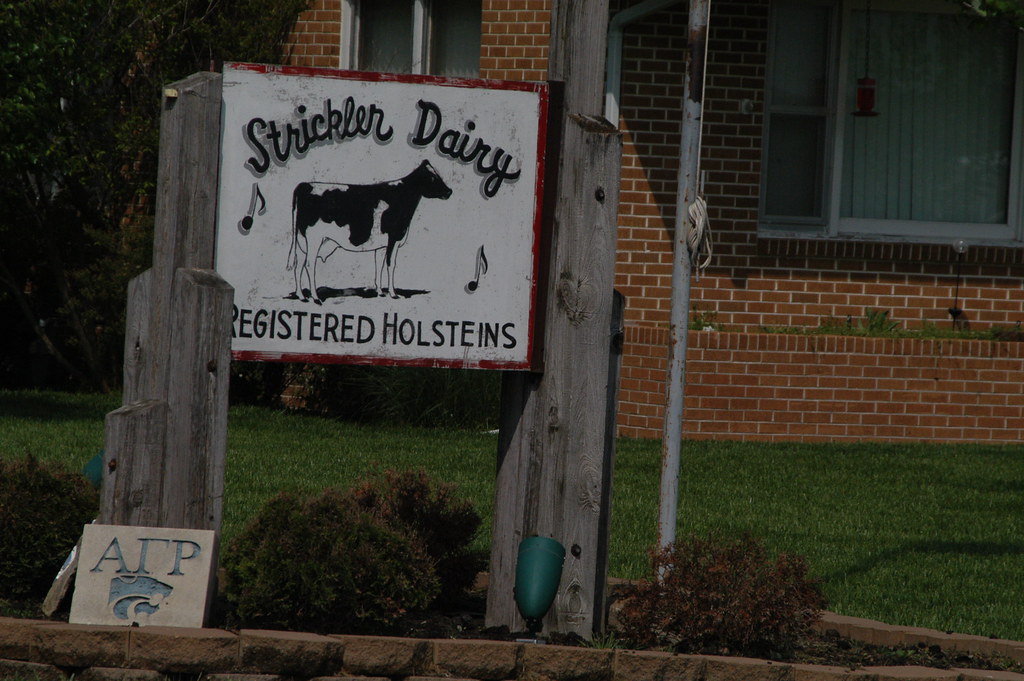 Strickler Dairy
REGISTERED HOLSTEINS
ΑΓΡ